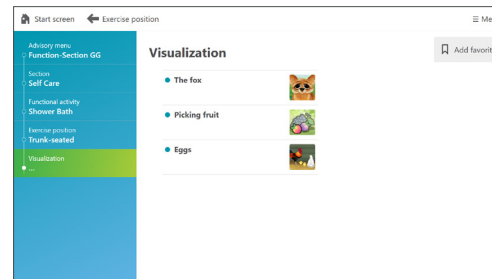 Start screen Exercise position
Advisory menu
Function-Section GG
Section
Self Care
Functional activity
Shower Bath
Exercise position
Trunk-seated
Visualization
...
Visualization
The fox
Picking fruit
Eggs
Me
Add favorit